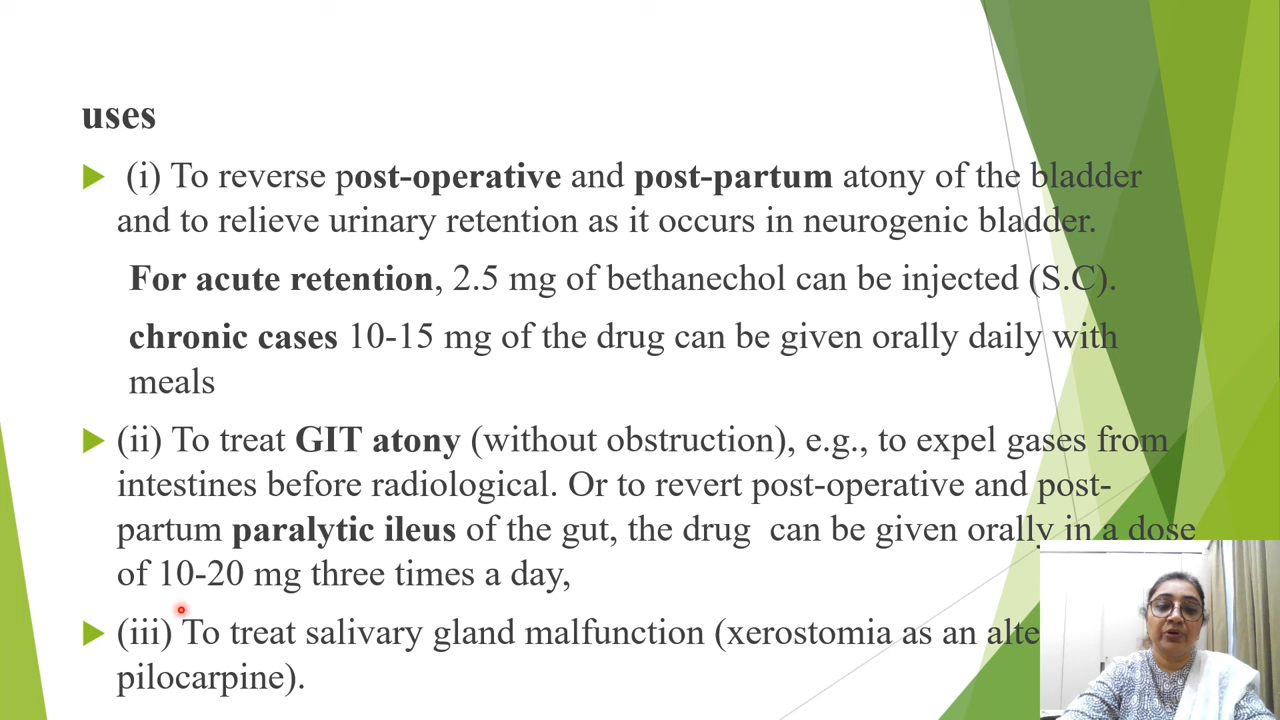 uses
(i) To reverse post-operative and post-partum atony of the bladder
and to relieve urinary retention as it occurs in neurogenic bladder.
For acute retention, 2.5 mg of bethanechol can be injected (S.C).
chronic cases 10-15 mg of the drug can be given orally daily with
meals
(ii) To treat GIT atony (without obstruction), e.g., to expel gases from
intestines before radiological. Or to revert post-operative and post-
partum paralytic ileus of the gut, the drug can be given orally in a dose
of 10-20 mg three times a day,
(iii) To treat salivary gland malfunction (xerostomia as an
pilocarpine).